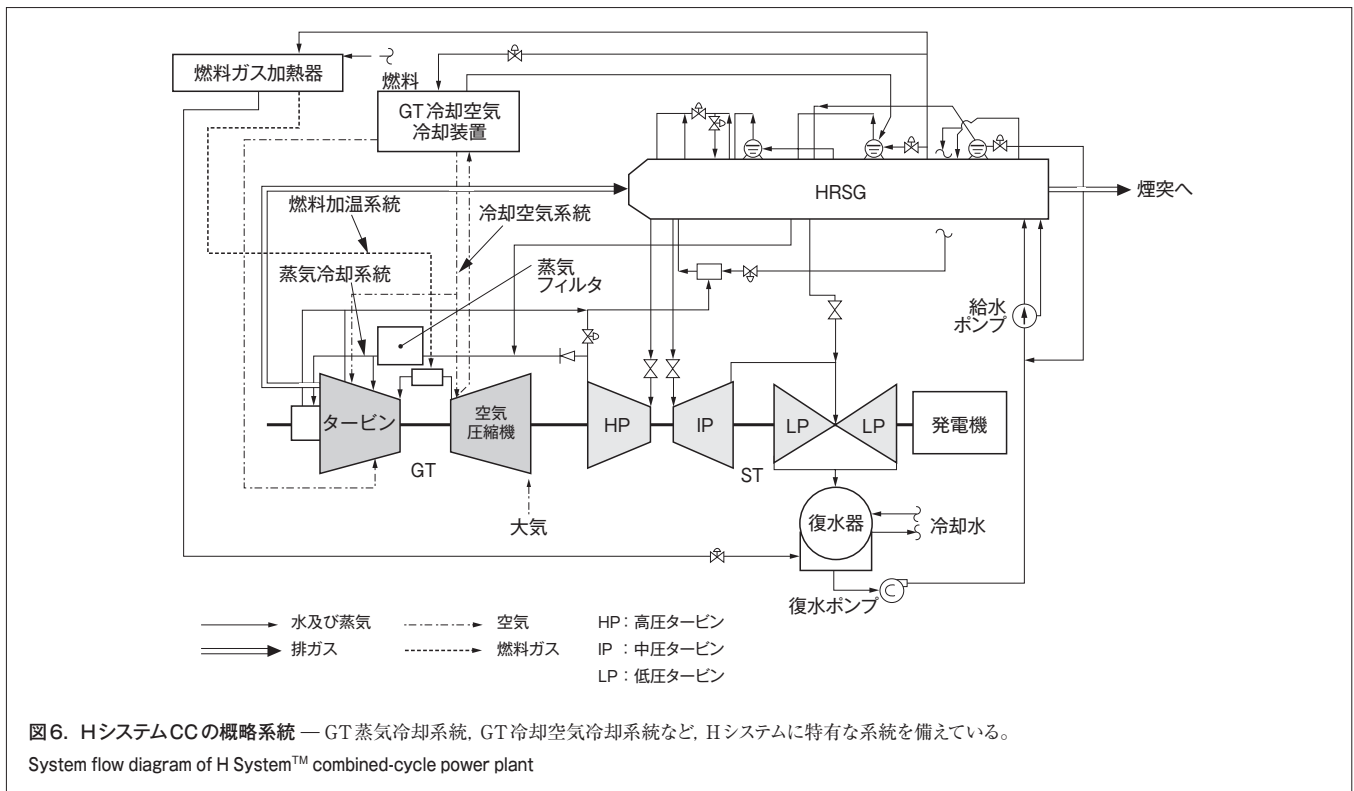 燃料ガス加熱器
燃料
GT冷却空気
冷却装置
HRSG
煙突へ
燃料加温系統
冷却空気系統
蒸気冷却系統
蒸気
フィルタ
給水
ポンプ
タービン
空気
圧縮機
HP
IP
LP
LP
発電機
GT
ST
大気
復水器
冷却水
復水ポンプ
水及び蒸気
空気
HP:高圧タービン
排ガス
燃料ガス
IP :中圧タービン
LP :低圧タービン
図6. HシステムCCの概略系統 — GT蒸気冷却系統,GT冷却空気冷却系統など,Hシステムに特有な系統を備えている。
System flow diagram of H System™ combined-cycle power plant